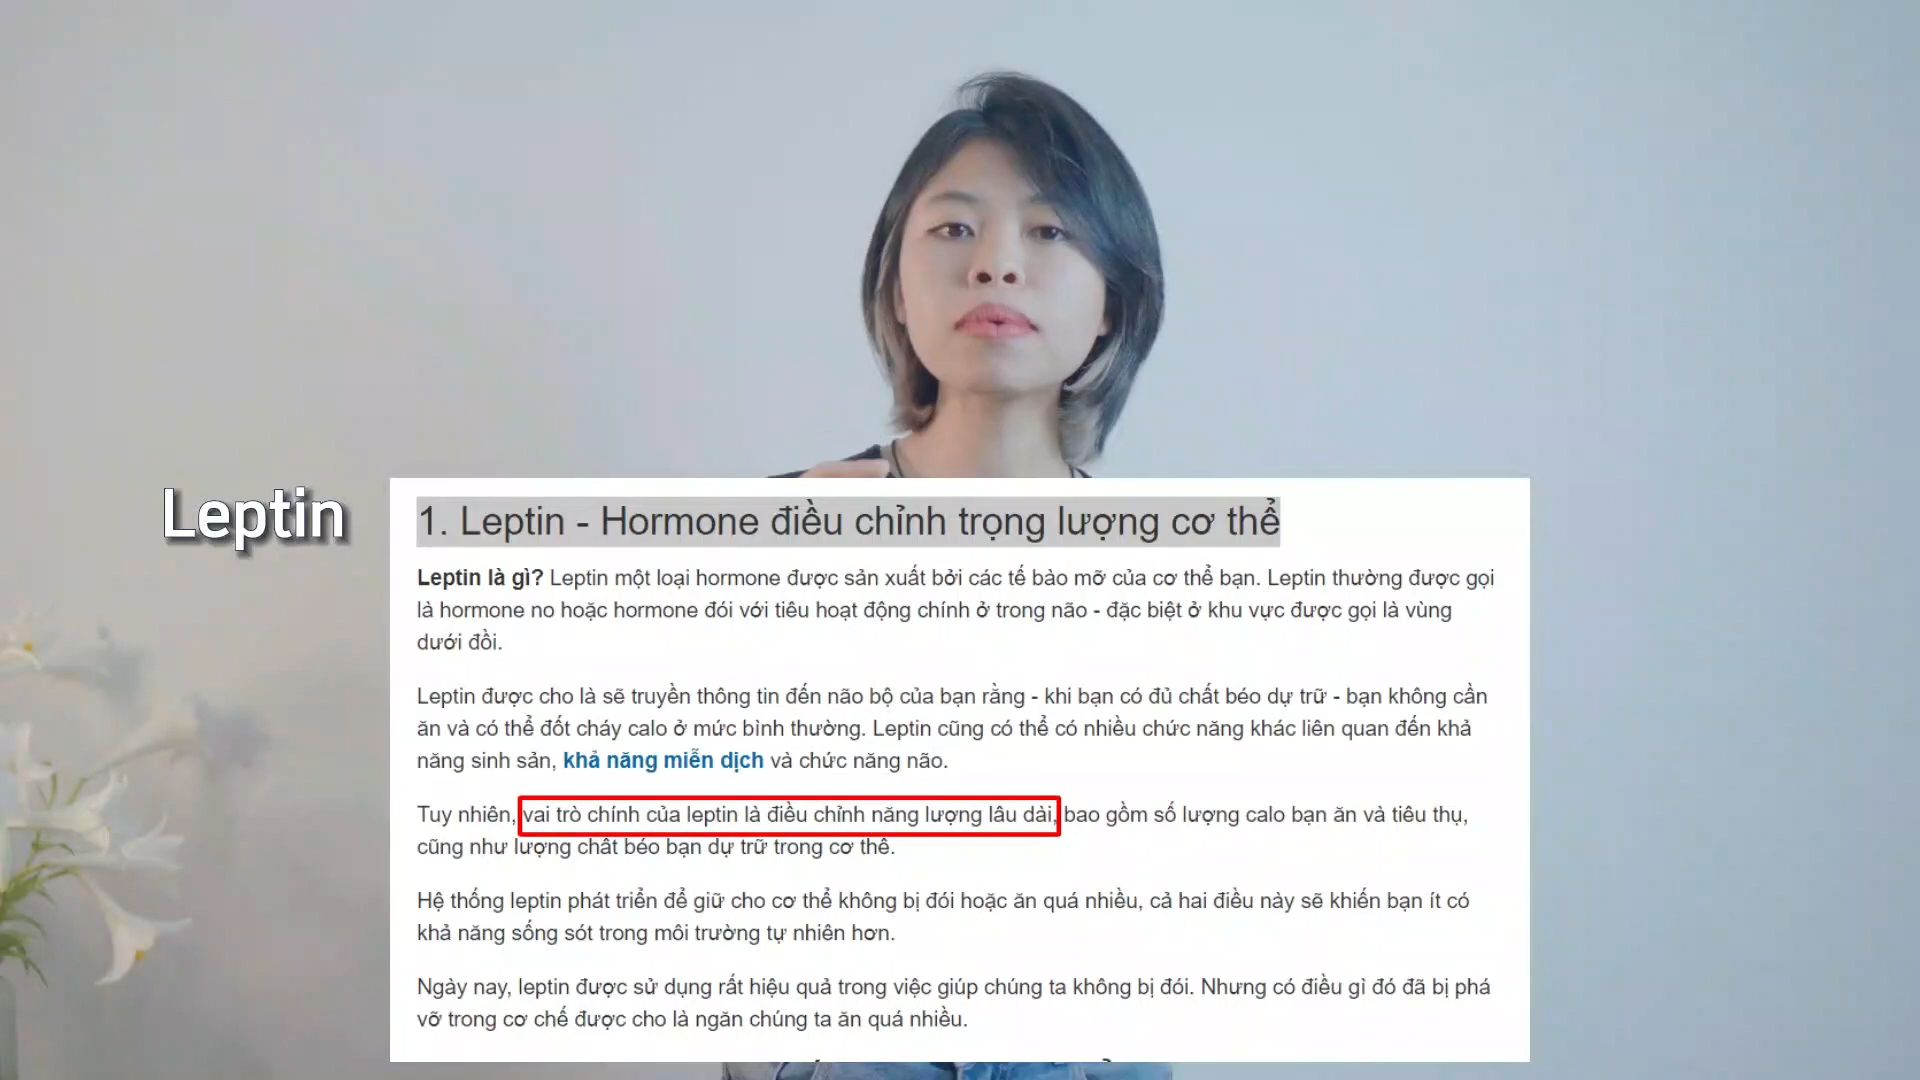 Leptin
1. Leptin - Hormone điều chỉnh trọng lượng cơ thể
Leptin là gì? Leptin một loại hormone được sản xuất bởi các tế bào mỡ của cơ thể bạn. Leptin thường được gọi
là hormone no hoặc hormone đói với tiêu hoạt động chính ở trong não - đặc biệt ở khu vực được gọi là vùng
dưới đồi.
Leptin được cho là sẽ truyền thông tin đến não bộ của bạn rằng - khi bạn có đủ chất béo dự trữ - bạn không cần
ăn và có thể đốt cháy calo ở mức bình thường. Leptin cũng có thể có nhiều chức năng khác liên quan đến khả
năng sinh sản, khả năng miễn dịch và chức năng não.
Tuy nhiên, vai trò chính của leptin là điều chỉnh năng lượng lâu dài, bao gồm số lượng calo bạn ăn và tiêu thụ,
cũng như lượng chất béo bạn dự trữ trong cơ thể.
Hệ thống leptin phát triển để giữ cho cơ thể không bị đói hoặc ăn quá nhiều, cả hai điều này sẽ khiến bạn ít có
khả năng sống sót trong môi trường tự nhiên hơn.
Ngày nay, leptin được sử dụng rất hiệu quả trong việc giúp chúng ta không bị đói. Nhưng có điều gì đó đã bị phá
vỡ trong cơ chế được cho là ngăn chúng ta ăn quá nhiều.